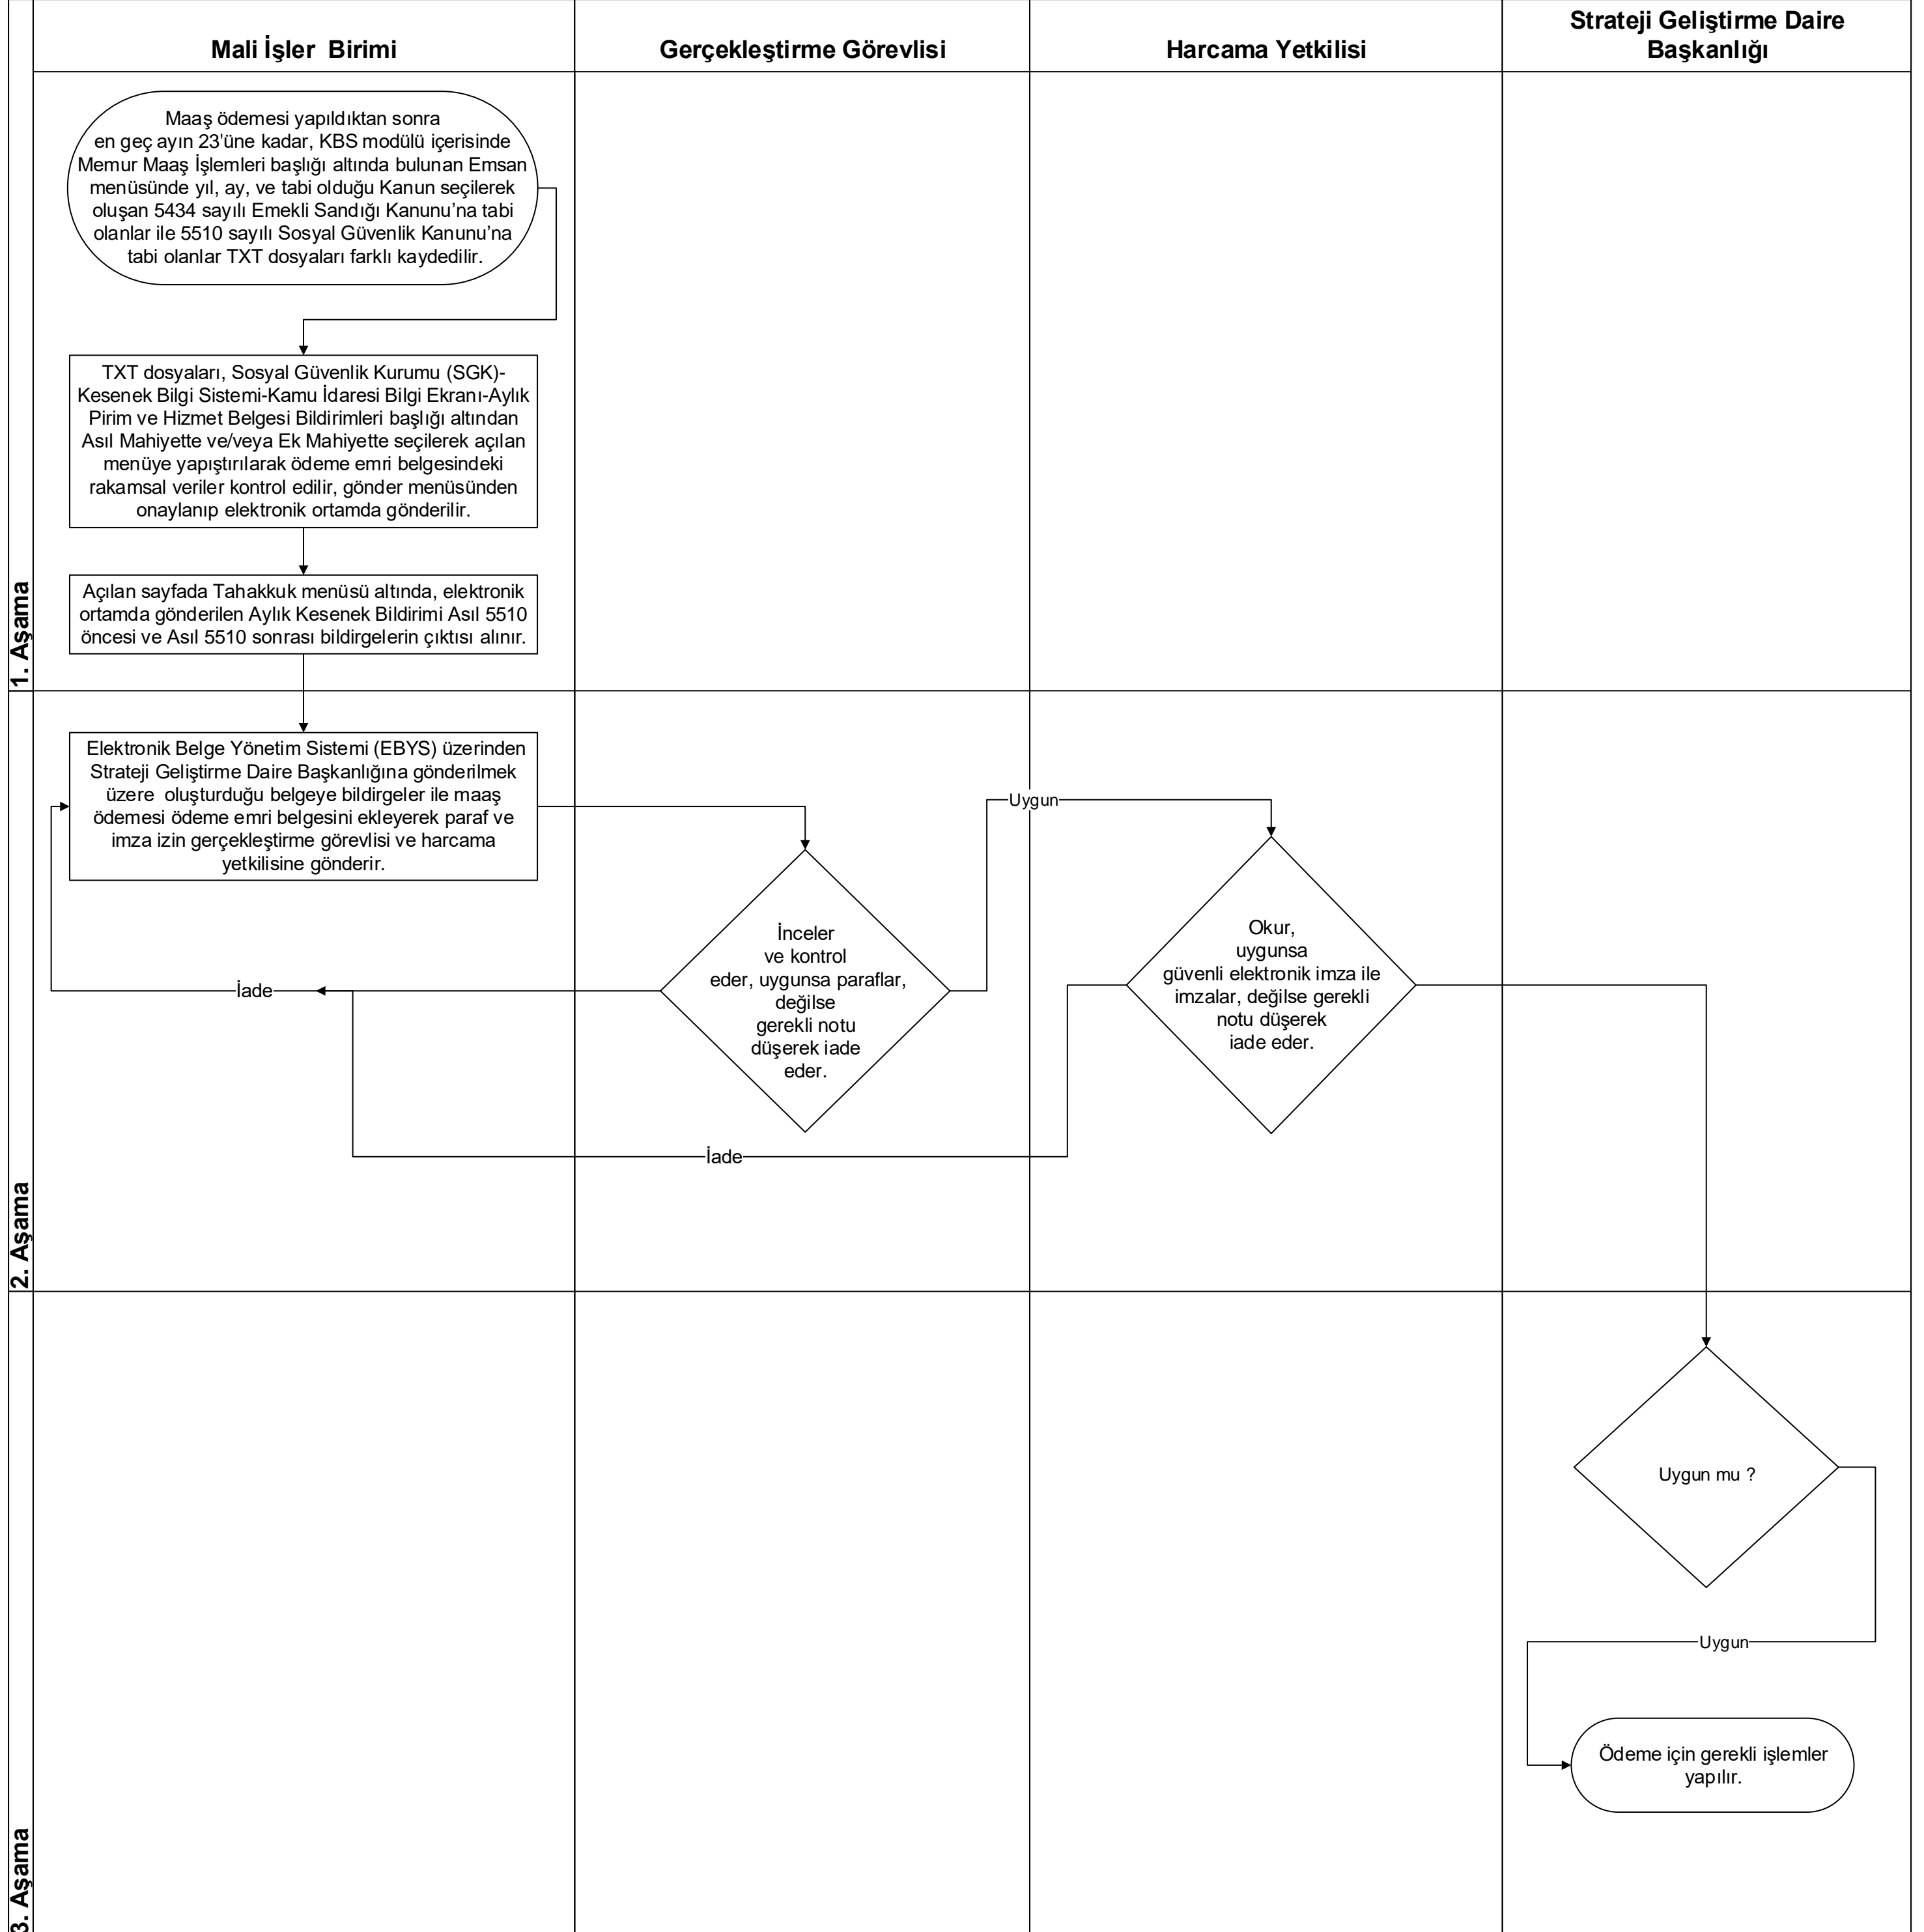 Mali İşler  Birimi
Gerçekleştirme Görevlisi
Harcama Yetkilisi
Strateji Geliştirme Daire
Başkanlığı
1. Aşama
Maaş ödemesi yapıldıktan sonra
en geç ayın 23'üne kadar, KBS modülü içerisinde
Memur Maaş İşlemleri başlığı altında bulunan Emsan
menüsünde yıl, ay, ve tabi olduğu Kanun seçilerek
oluşan 5434 sayılı Emekli Sandığı Kanunu’na tabi
olanlar ile 5510 sayılı Sosyal Güvenlik Kanunu’na
tabi olanlar TXT dosyaları farklı kaydedilir.
TXT dosyaları, Sosyal Güvenlik Kurumu (SGK)-
Kesenek Bilgi Sistemi-Kamu İdaresi Bilgi Ekranı-Aylık
Pirim ve Hizmet Belgesi Bildirimleri başlığı altından
Asıl Mahiyette ve/veya Ek Mahiyette seçilerek açılan
menüye yapıştırılarak ödeme emri belgesindeki
rakamsal veriler kontrol edilir, gönder menüsünden
onaylanıp elektronik ortamda gönderilir.
Açılan sayfada Tahakkuk menüsü altında, elektronik
ortamda gönderilen Aylık Kesenek Bildirimi Asıl 5510
öncesi ve Asıl 5510 sonrası bildirgelerin çıktısı alınır.
2. Aşama
Elektronik Belge Yönetim Sistemi (EBYS) üzerinden
Strateji Geliştirme Daire Başkanlığına gönderilmek
üzere  oluşturduğu belgeye bildirgeler ile maaş
ödemesi ödeme emri belgesini ekleyerek paraf ve
imza izin gerçekleştirme görevlisi ve harcama
yetkilisine gönderir.
Uygun
İnceler
ve kontrol
eder, uygunsa paraflar,
değilse
gerekli notu
düşerek iade
eder.
Okur,
uygunsa
güvenli elektronik imza ile
imzalar, değilse gerekli
notu düşerek
iade eder.
İade
İade
3. Aşama
Uygun mu ?
Uygun
Ödeme için gerekli işlemler
yapılır.